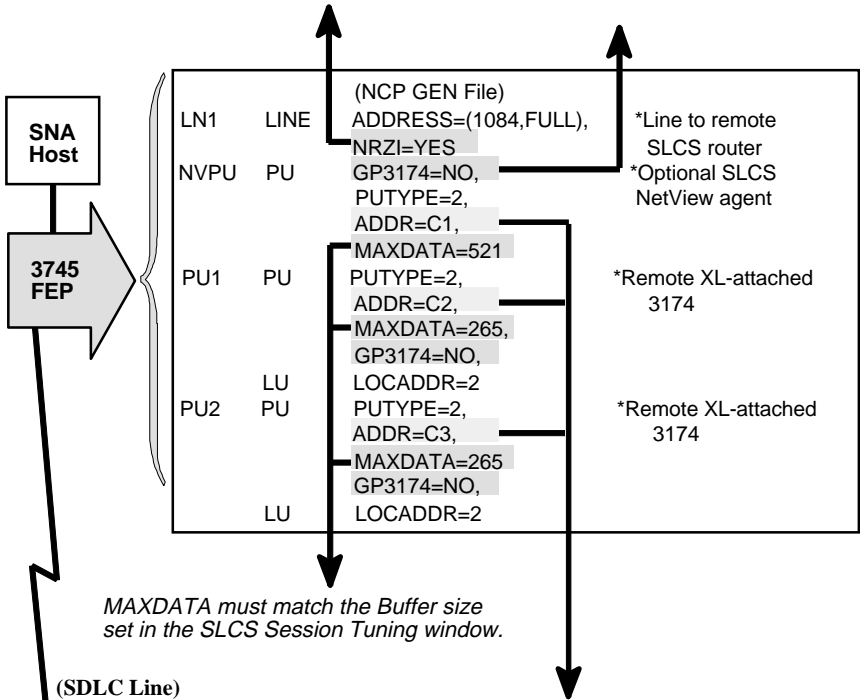 (NCP GEN File)
LN1 LINE ADDRESS=(1084,FULL), *Line to remote
NRZI=YES SLCS router
NVPU PU GP3174=NO, *Optional SLCS
PUTYPE=2, NetView agent
ADDR=C1,
MAXDATA=521
PU1 PU PUTYPE=2, *Remote XL-attached
ADDR=C2, 3174
MAXDATA=265,
GP3174=NO,
LU LOCADDR=2
PU2 PU PUTYPE=2, *Remote XL-attached
ADDR=C3, 3174
MAXDATA=265
GP3174=NO,
LU LOCADDR=2
SNA
Host
3745
FEP
MAXDATA must match the Buffer size
set in the SLCS Session Tuning window.
(SDLC Line)